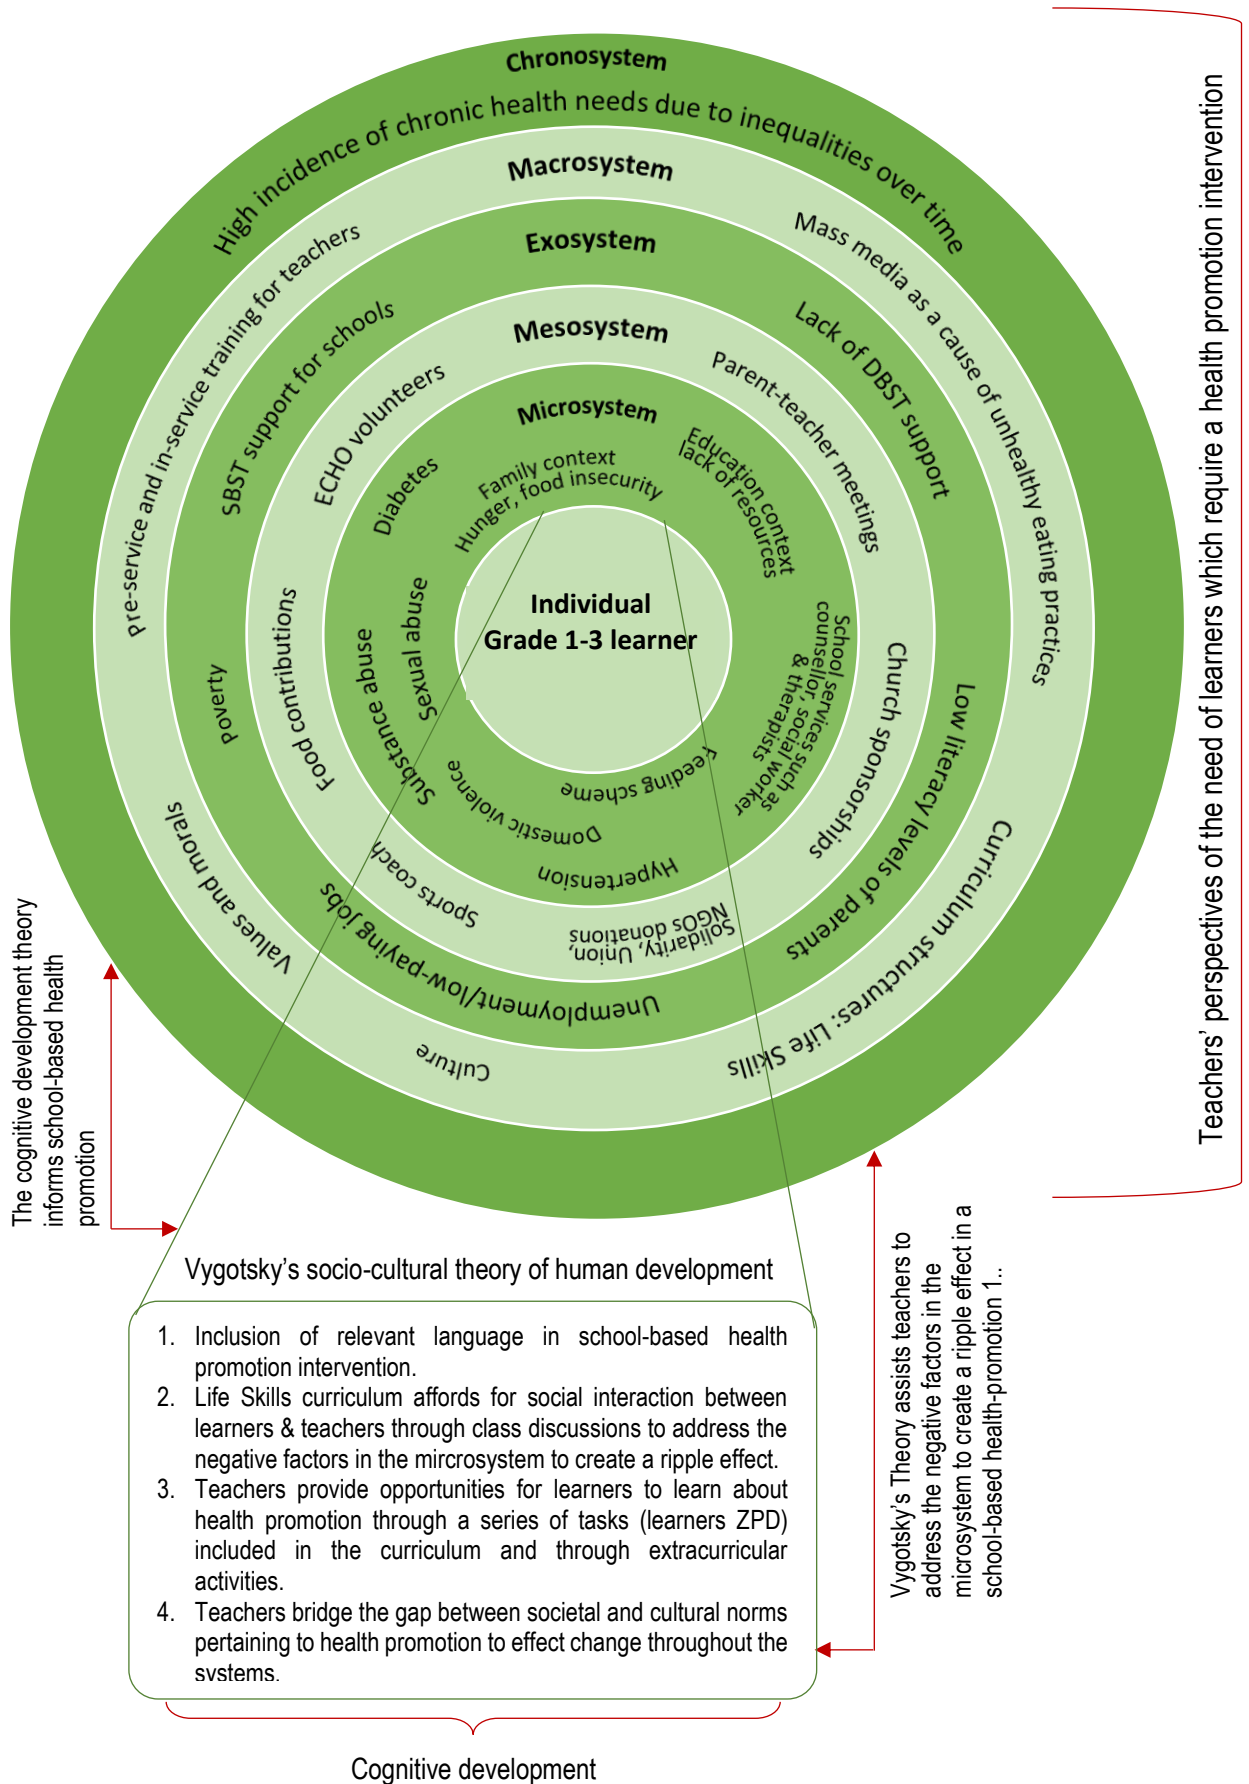 Chronosystem
High incidence of chronic health needs due to inequalities over time
Macrosystem
Pre-service and in-service training for teachers
Mass media as a cause of unhealthy eating practices
Values and morals
Culture
Curriculum structures: Life Skills
Exosystem
SBST support for schools
Lack of DBST support
Poverty
Unemployment/low-paying jobs
Low literacy levels of parents
Mesosystem
ECHO volunteers
Parent-teacher meetings
Food contributions
Sports coach
Solidarity, Union,
NGOs donations
Church sponsorships
Microsystem
Diabetes
Family context
Hunger, food insecurity
Education context
lack of resources
Sexual abuse
Substance abuse
Domestic violence
Hypertension
Feeding scheme
School services such as
counsellor, social worker
& therapists
Individual
Grade 1-3 learner
Teachers' perspectives of the need of learners which require a health promotion intervention
The cognitive development theory
informs school-based health
promotion
Vygotsky's socio-cultural theory of human development
1. Inclusion of relevant language in school-based health
promotion intervention.
2. Life Skills curriculum affords for social interaction between
learners & teachers through class discussions to address the
negative factors in the mircrosystem to create a ripple effect.
3. Teachers provide opportunities for learners to learn about
health promotion through a series of tasks (learners ZPD)
included in the curriculum and through extracurricular
activities.
4. Teachers bridge the gap between societal and cultural norms
pertaining to health promotion to effect change throughout the
systems.
Vygotsky's Theory assists teachers to
address the negative factors in the
microsystem to create a ripple effect in a
school-based health-promotion 1..
Cognitive development